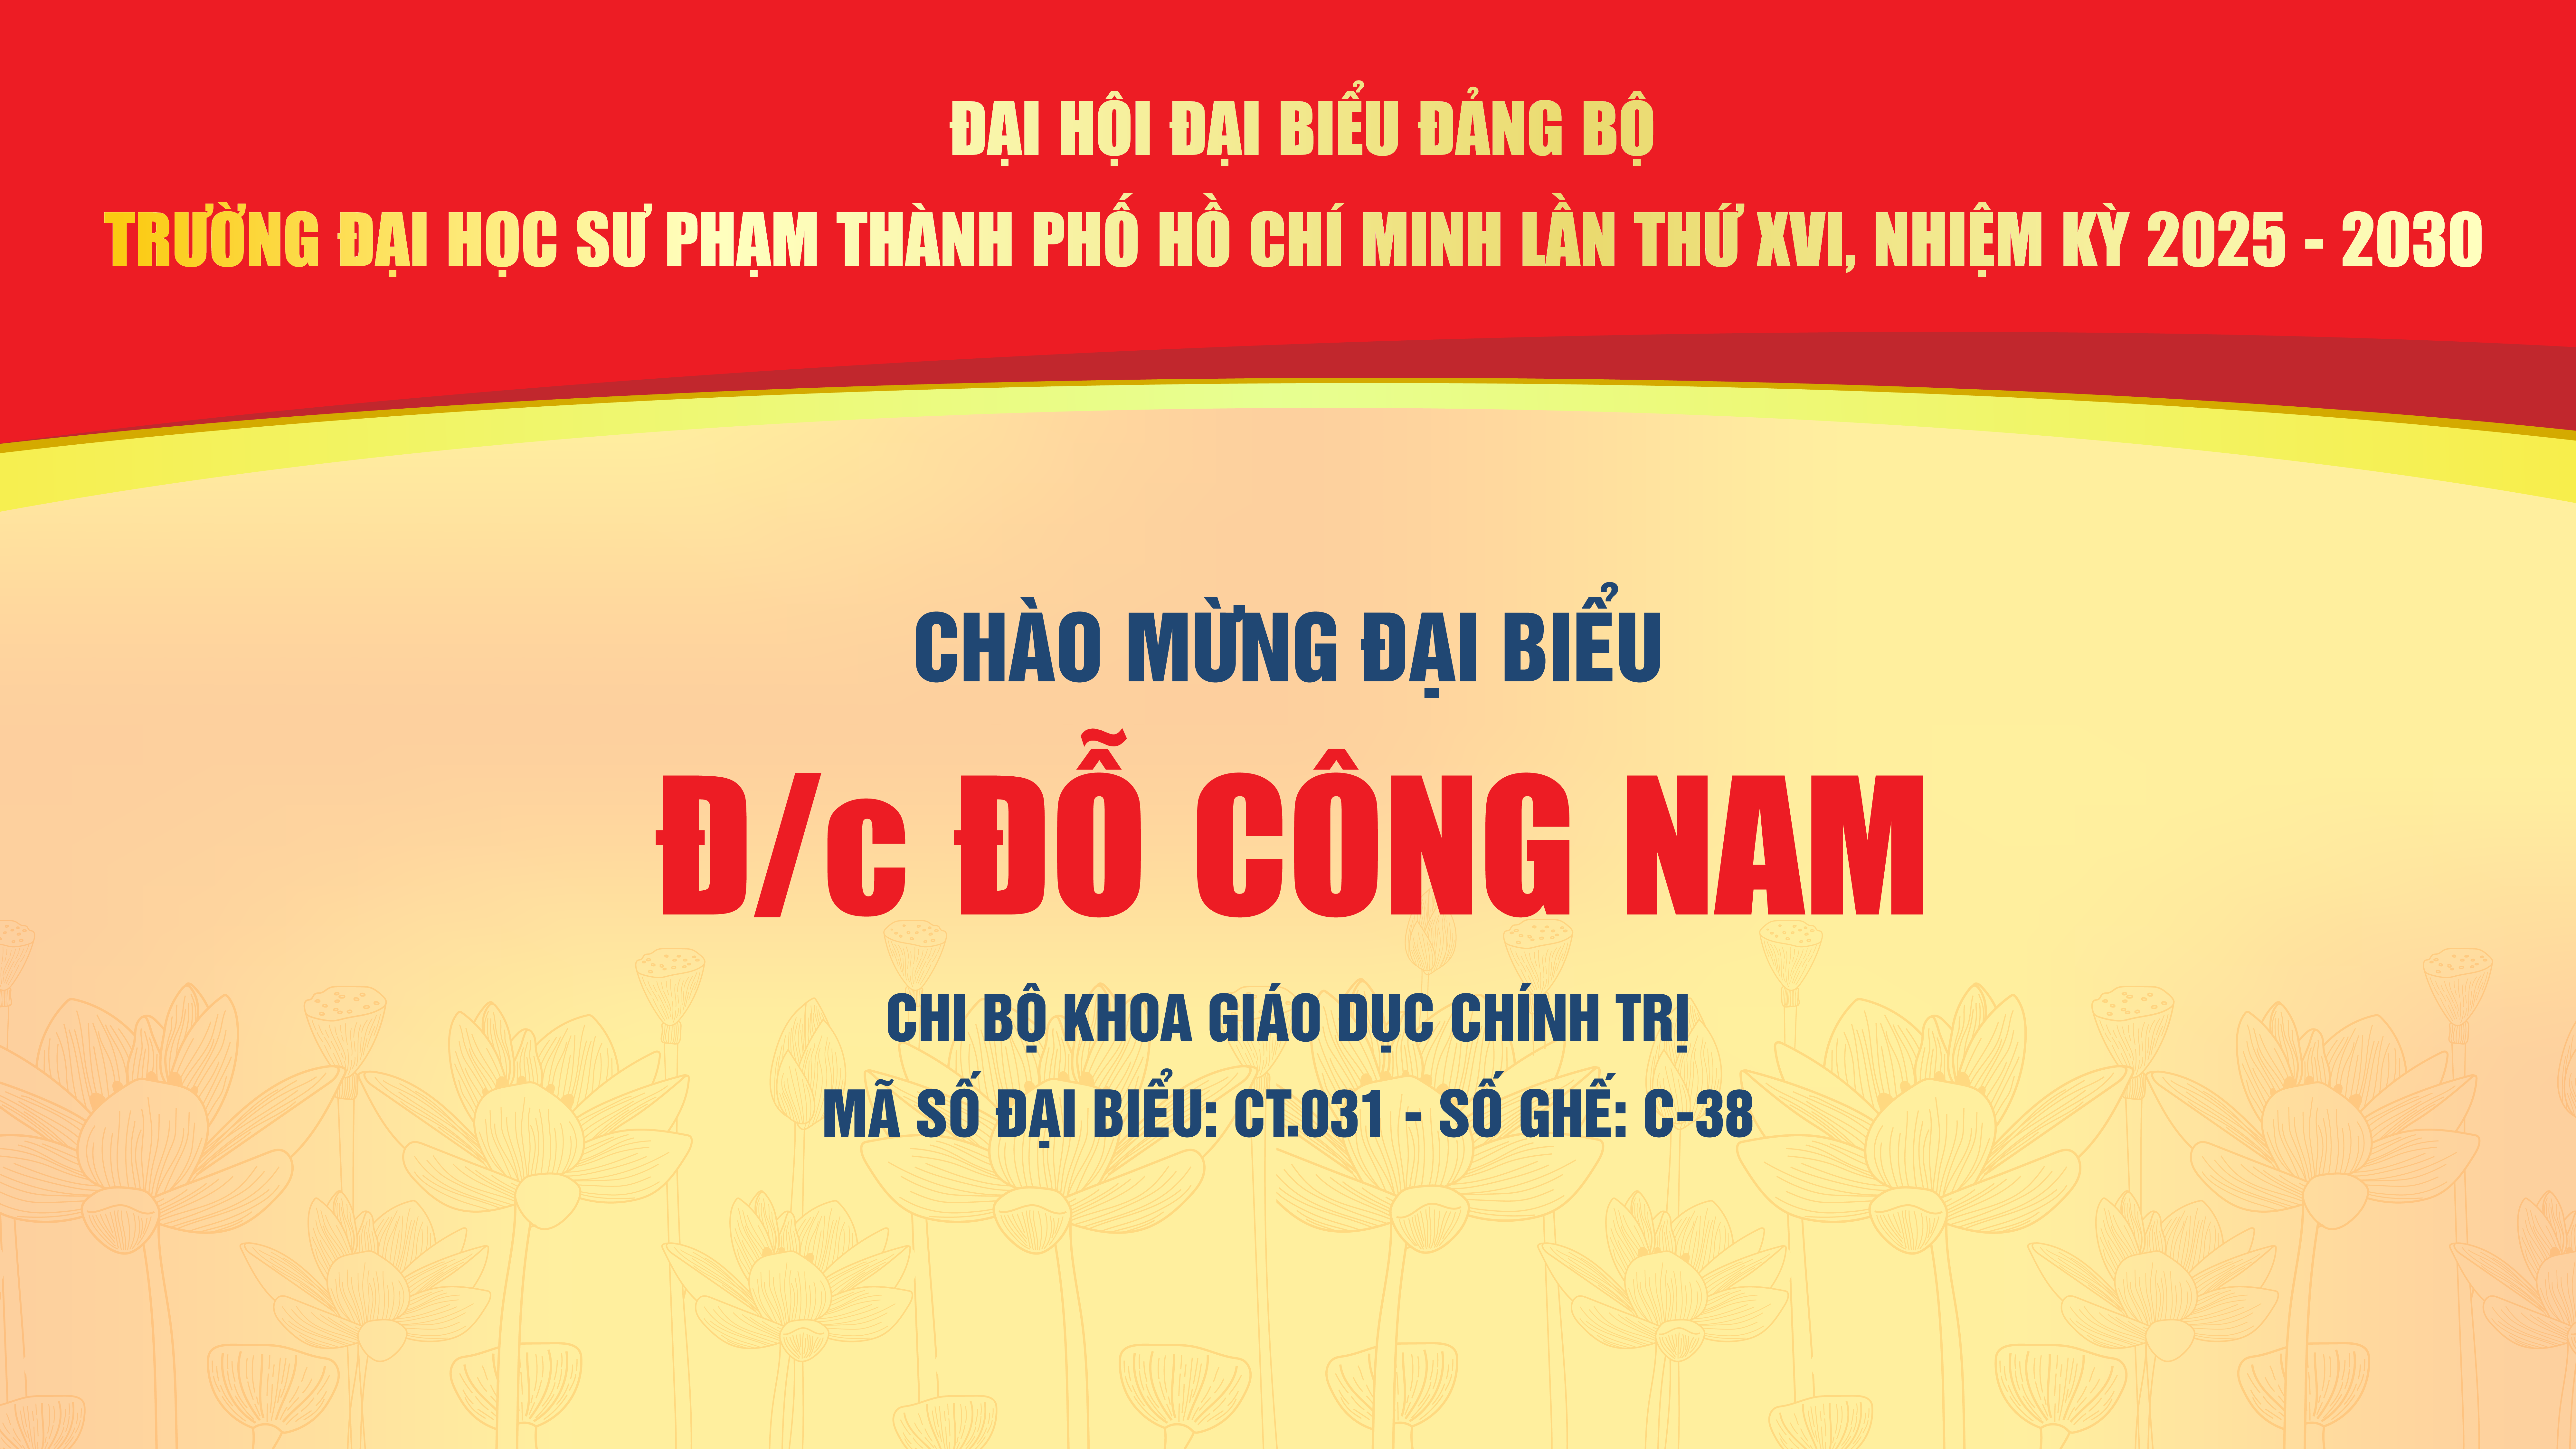 ĐẠI HỘI ĐẠI BIỂU ĐẢNG BỘ
TRƯỜNG ĐẠI HỌC SƯ PHẠM THÀNH PHỐ HỒ CHÍ MINH LẦN THỨ XVI, NHIỆM KỲ 2025 - 2030
CHÀO MỪNG ĐẠI BIỂU
Đ/c ĐỖ CÔNG NAM
CHI BỘ KHOA GIÁO DỤC CHÍNH TRỊ
MÃ SỐ ĐẠI BIỂU: CT.031 - SỐ GHẾ: C-38